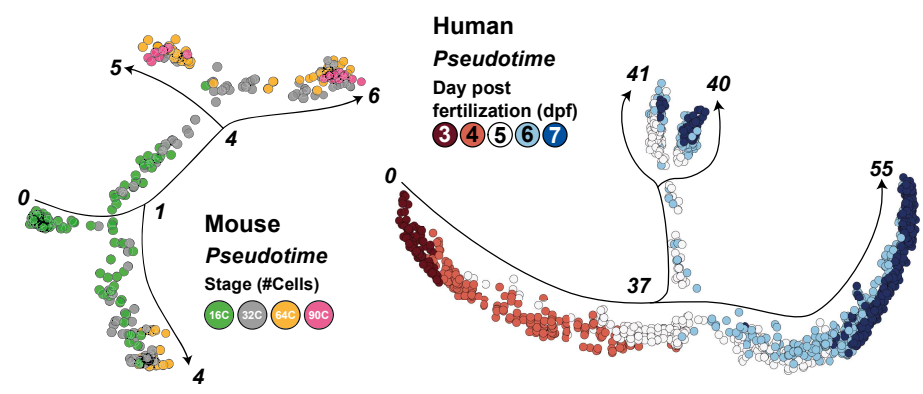 Human
Pseudotime
Day post
fertilization (dpf)
3 4 5 6 7
5
6
4
0
1
Mouse
Pseudotime
Stage (#Cells)
16C 32C 64C 90C
4
41
40
0
55
37